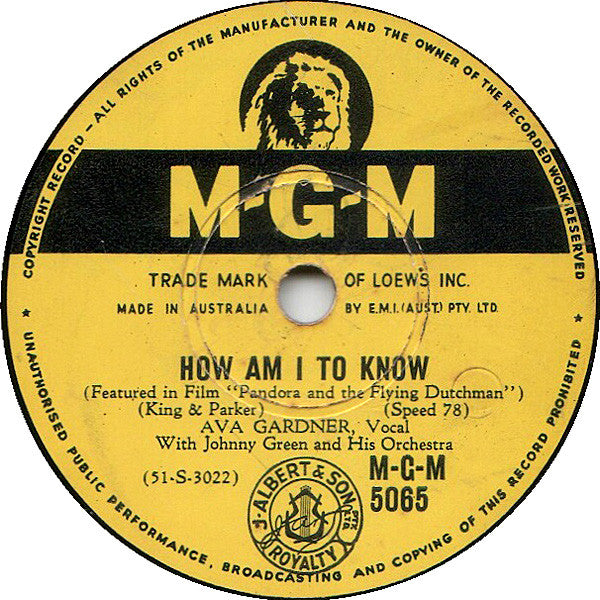 COPYRIGHT RECORD – ALL RIGHTS OF THE MANUFACTURER AND THE OWNER OF THE RECORDED WORK RESERVED
M-G-M
TRADE MARK OF LOEW'S INC.
MADE IN AUSTRALIA BY E.M.I. (AUST.) PTY. LTD.
HOW AM I TO KNOW
(Featured in Film "Pandora and the Flying Dutchman")
(King & Parker) (Speed 78)
AVA GARDNER, Vocal
With Johnny Green and His Orchestra
(51-S-3022)
M-G-M
5065
J. ALBERT & SON
PTY LTD
ROYALTY
★ UNAUTHORISED PUBLIC PERFORMANCE, BROADCASTING AND COPYING OF THIS RECORD PROHIBITED ★